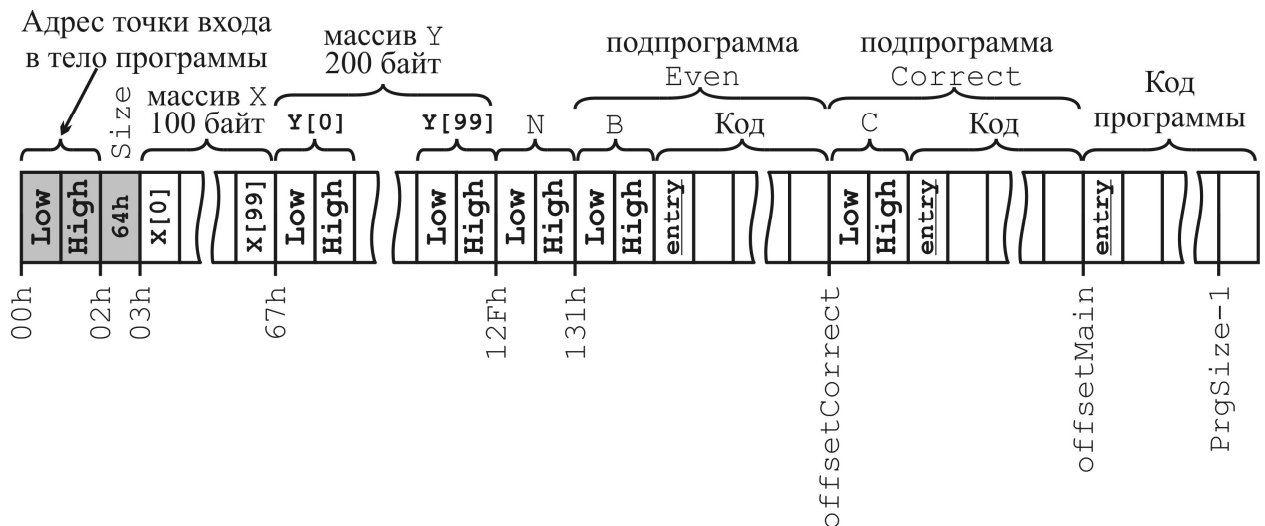 Адрес точки входа
в тело программы
Size
массив X
100 байт
массив Y
200 байт
Y[0]
Y[99]
N
подпрограмма
Even
B
Код
подпрограмма
Correct
C
Код
Код
программы
Low
High
64h
X[0]
X[99]
Low
High
Low
High
Low
High
Low
High
entry
Low
High
entry
entry
00h
02h
03h
67h
12Fh
131h
offsetCorrect
offsetMain
PrgSize-1